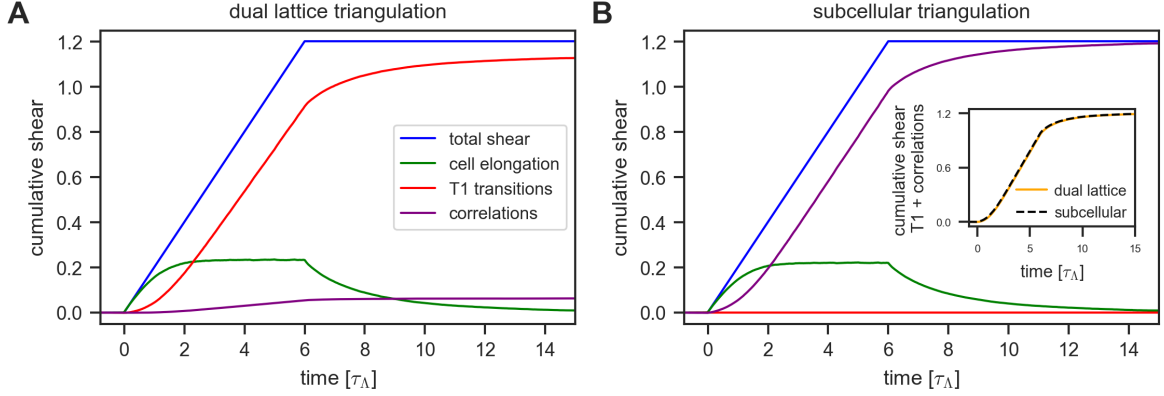 A
dual lattice triangulation
cumulative shear
1.2
1.0
0.8
0.6
0.4
0.2
0.0
total shear
cell elongation
T1 transitions
correlations
0 2 4 6 8 10 12 14
time [τ_Λ]
B
subcellular triangulation
cumulative shear
1.2
1.0
0.8
0.6
0.4
0.2
0.0
cumulative shear
T1 + correlations
1.2
0.6
0.0
dual lattice
subcellular
0 5 10 15
time [τ_Λ]
0 2 4 6 8 10 12 14
time [τ_Λ]